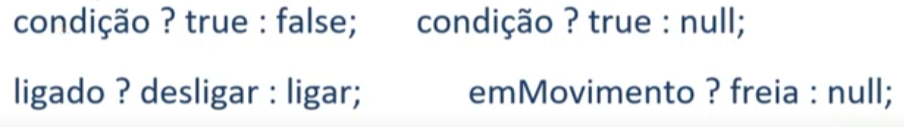 condição ? true : false; condição ? true : null;
ligado ? desligar : ligar; emMovimento ? freia : null;